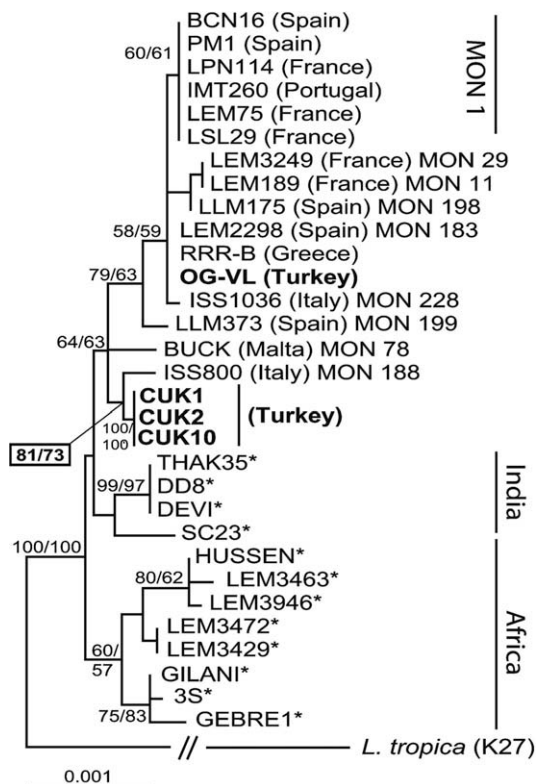 BCN16 (Spain)
PM1 (Spain)
60/61
LPN114 (France)
IMT260 (Portugal)
LEM75 (France)
LSL29 (France)
MON 1
LEM3249 (France) MON 29
LEM189 (France) MON 11
LLM175 (Spain) MON 198
58/59
LEM2298 (Spain) MON 183
RRR-B (Greece)
OG-VL (Turkey)
79/63
ISS1036 (Italy) MON 228
LLM373 (Spain) MON 199
64/63
BUCK (Malta) MON 78
ISS800 (Italy) MON 188
CUK1
CUK2
(Turkey)
100/
100
CUK10
81/73
THAK35*
99/97
DD8*
DEVI*
SC23*
India
100/100
HUSSEN*
80/62
LEM3463*
LEM3946*
LEM3472*
60/
57
LEM3429*
GILANI*
3S*
75/83
GEBRE1*
Africa
//
L. tropica (K27)
0.001